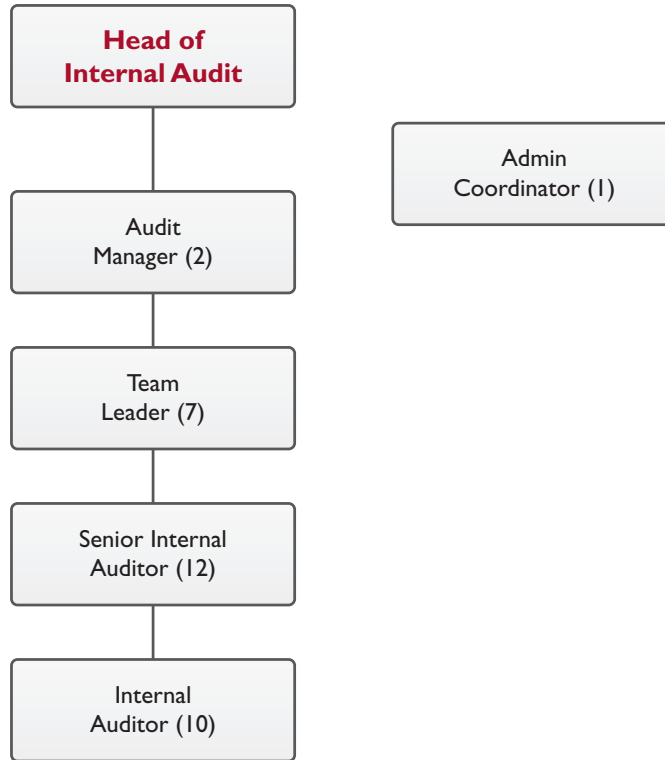 Head of
Internal Audit
Admin
Coordinator (1)
Audit
Manager (2)
Team
Leader (7)
Senior Internal
Auditor (12)
Internal
Auditor (10)